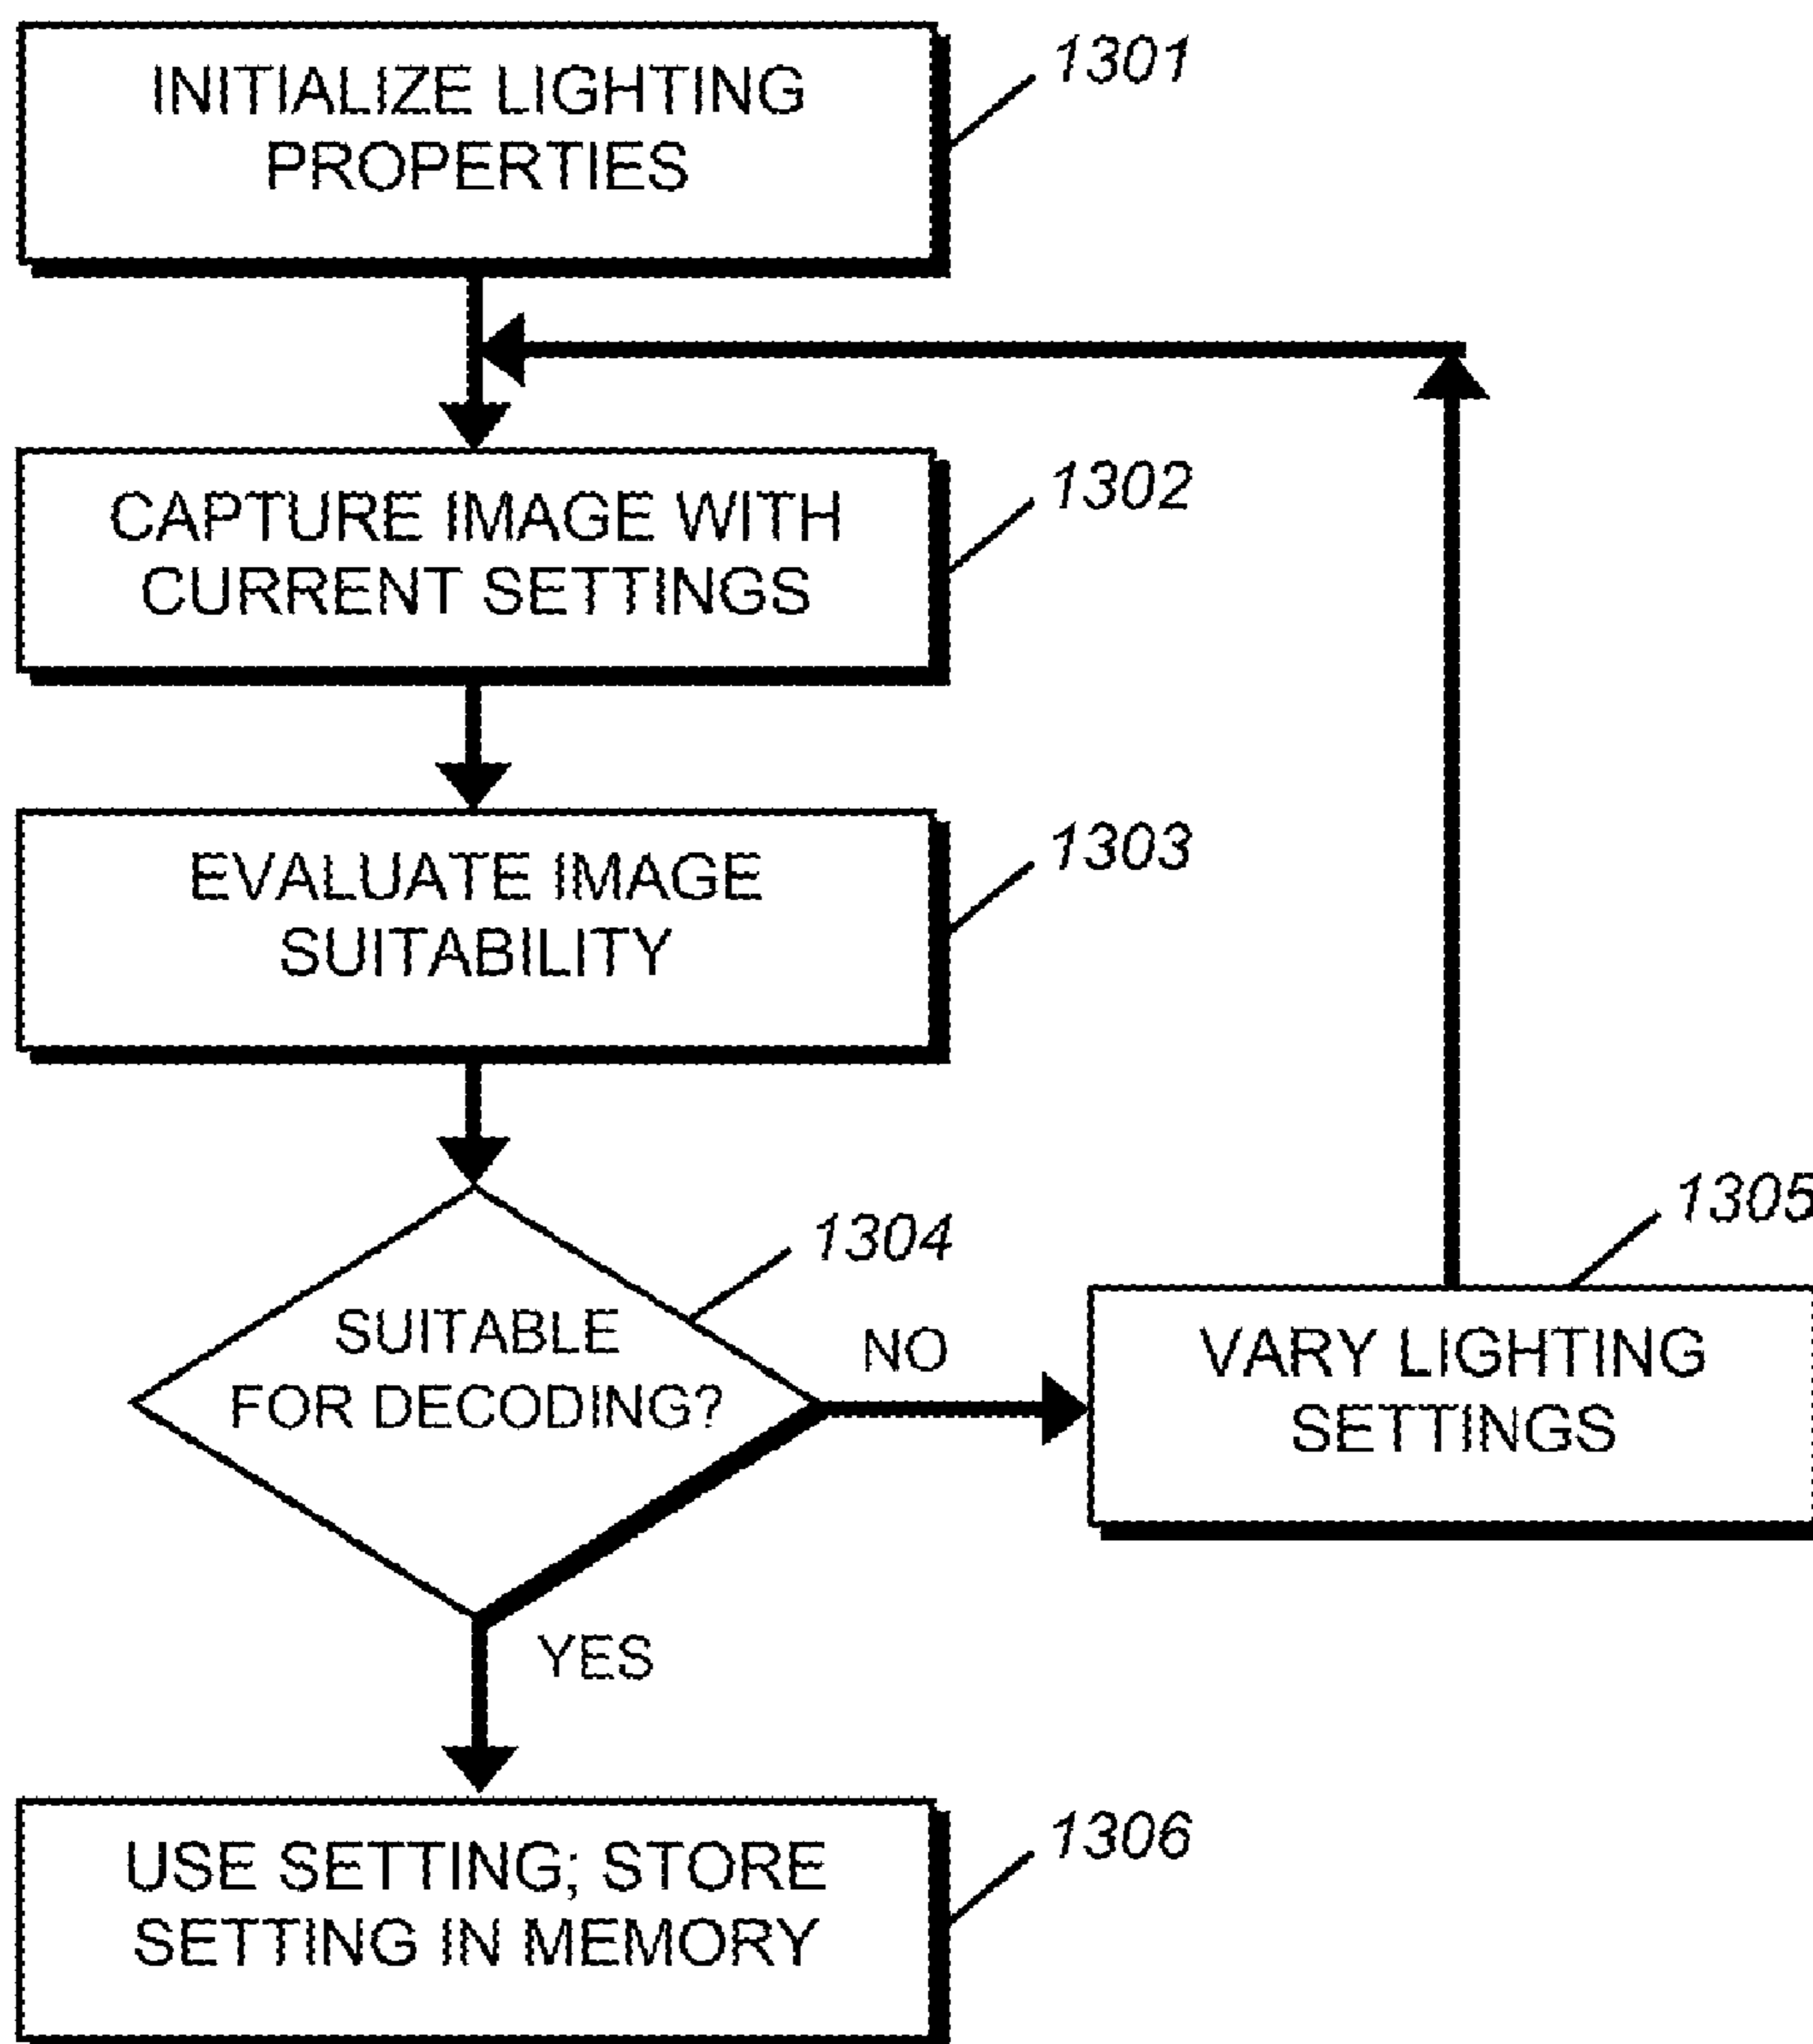 INITIALIZE LIGHTING
PROPERTIES
1301
CAPTURE IMAGE WITH
CURRENT SETTINGS
1302
EVALUATE IMAGE
SUITABILITY
1303
SUITABLE
FOR DECODING?
1304
NO
VARY LIGHTING
SETTINGS
1305
YES
USE SETTING; STORE
SETTING IN MEMORY
1306